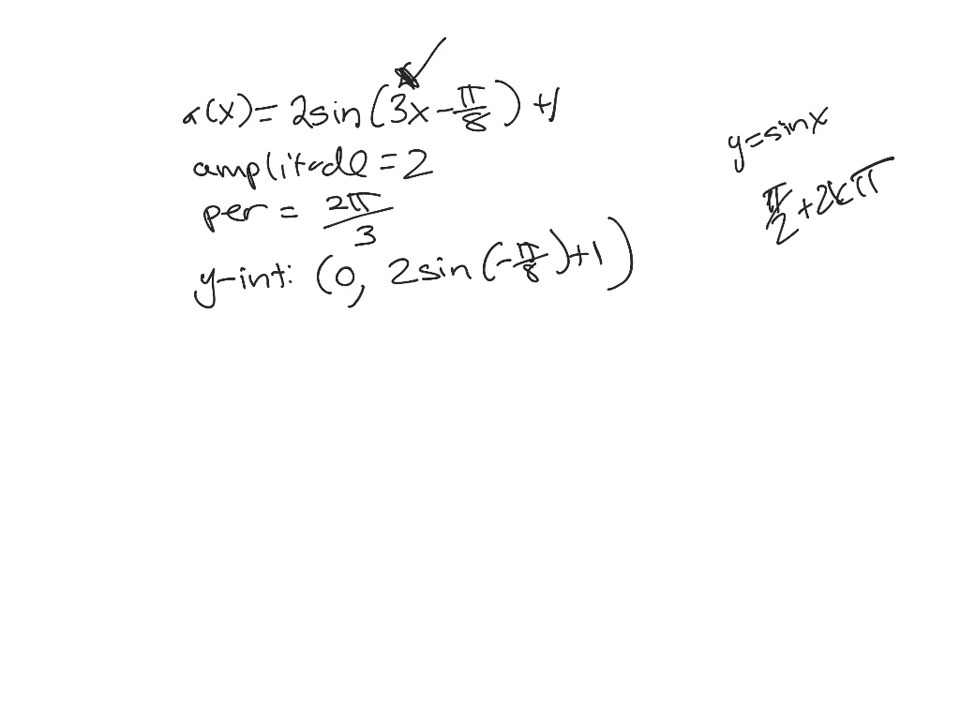 r(x) = 2sin(3x - π/8) + 1
amplitude = 2
per = 2π/3
y-int: (0, 2sin(-π/8) + 1)
y = sinx
π/2 + 2kπ